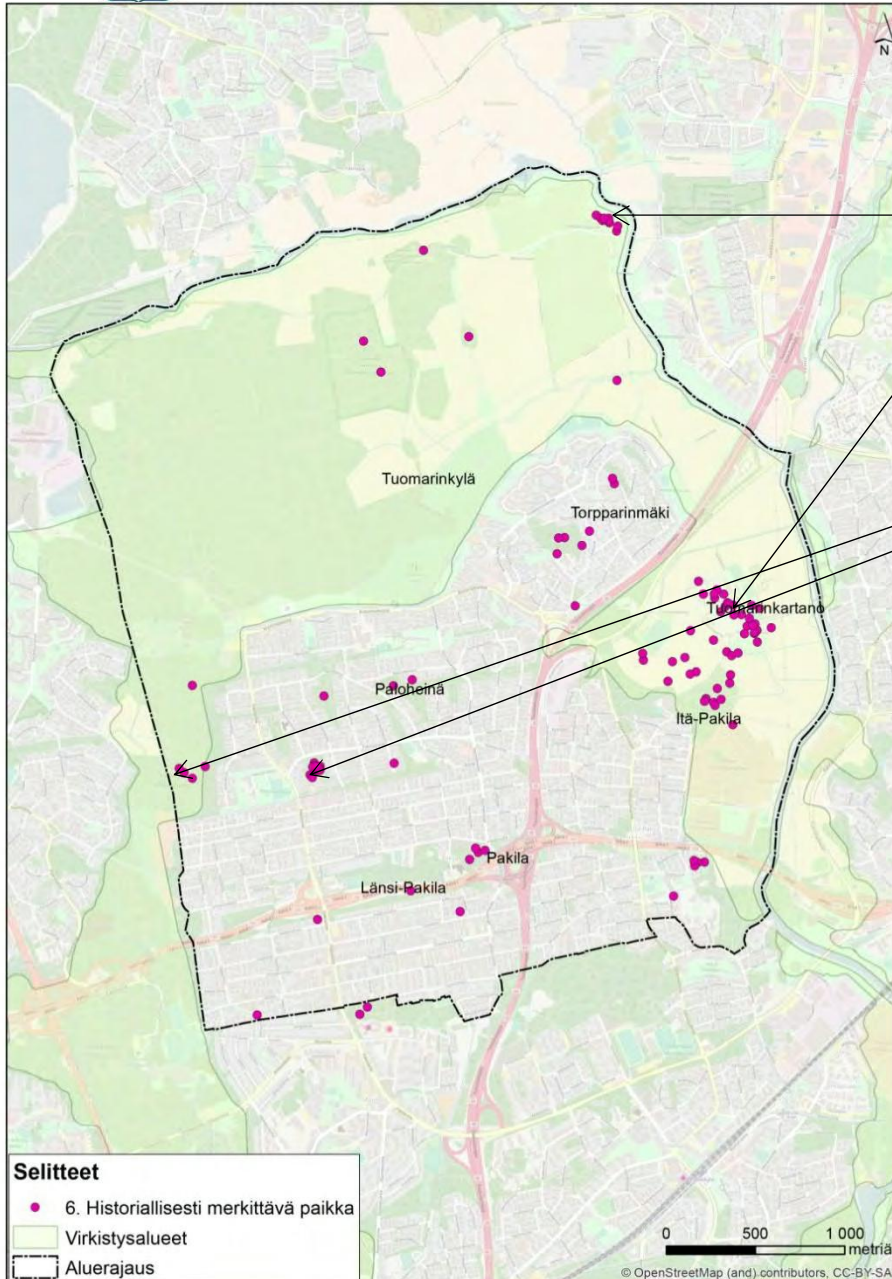 N
Tuomarinkylä
Torpparinmäki
Tuomarinkartano
Paloheinä
Itä-Pakila
Pakila
Länsi-Pakila
Selitteet
6. Historiallisesti merkittävä paikka
Virkistysalueet
Aluerajaus
0 500 1 000
metriä
© OpenStreetMap (and) contributors, CC-BY-SA